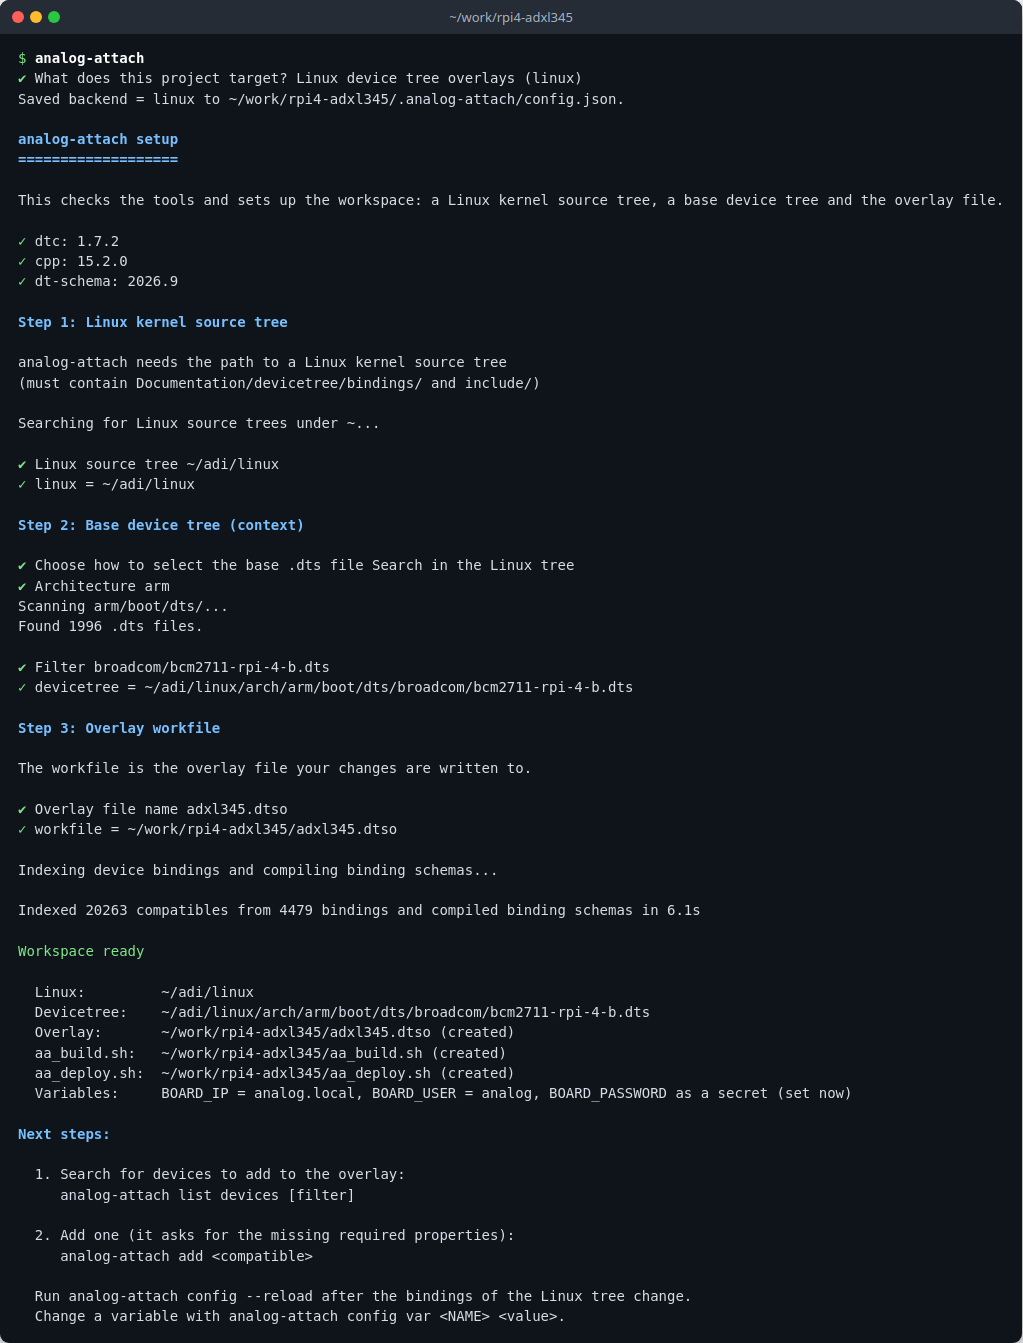 ~/work/rpi4-adxl345
$ analog-attach
✔ What does this project target? Linux device tree overlays (linux)
Saved backend = linux to ~/work/rpi4-adxl345/.analog-attach/config.json.
analog-attach setup
===================
This checks the tools and sets up the workspace: a Linux kernel source tree, a base device tree and the overlay file.
✓ dtc: 1.7.2
✓ cpp: 15.2.0
✓ dt-schema: 2026.9
Step 1: Linux kernel source tree
analog-attach needs the path to a Linux kernel source tree
(must contain Documentation/devicetree/bindings/ and include/)
Searching for Linux source trees under ~...
✔ Linux source tree ~/adi/linux
✓ linux = ~/adi/linux
Step 2: Base device tree (context)
✔ Choose how to select the base .dts file Search in the Linux tree
✔ Architecture arm
Scanning arm/boot/dts/...
Found 1996 .dts files.
✔ Filter broadcom/bcm2711-rpi-4-b.dts
✓ devicetree = ~/adi/linux/arch/arm/boot/dts/broadcom/bcm2711-rpi-4-b.dts
Step 3: Overlay workfile
The workfile is the overlay file your changes are written to.
✔ Overlay file name adxl345.dtso
✓ workfile = ~/work/rpi4-adxl345/adxl345.dtso
Indexing device bindings and compiling binding schemas...
Indexed 20263 compatibles from 4479 bindings and compiled binding schemas in 6.1s
Workspace ready
Linux:         ~/adi/linux
Devicetree:    ~/adi/linux/arch/arm/boot/dts/broadcom/bcm2711-rpi-4-b.dts
Overlay:       ~/work/rpi4-adxl345/adxl345.dtso (created)
aa_build.sh:   ~/work/rpi4-adxl345/aa_build.sh (created)
aa_deploy.sh:  ~/work/rpi4-adxl345/aa_deploy.sh (created)
Variables:     BOARD_IP = analog.local, BOARD_USER = analog, BOARD_PASSWORD as a secret (set now)
Next steps:
1. Search for devices to add to the overlay:
analog-attach list devices [filter]
2. Add one (it asks for the missing required properties):
analog-attach add <compatible>
Run analog-attach config --reload after the bindings of the Linux tree change.
Change a variable with analog-attach config var <NAME> <value>.